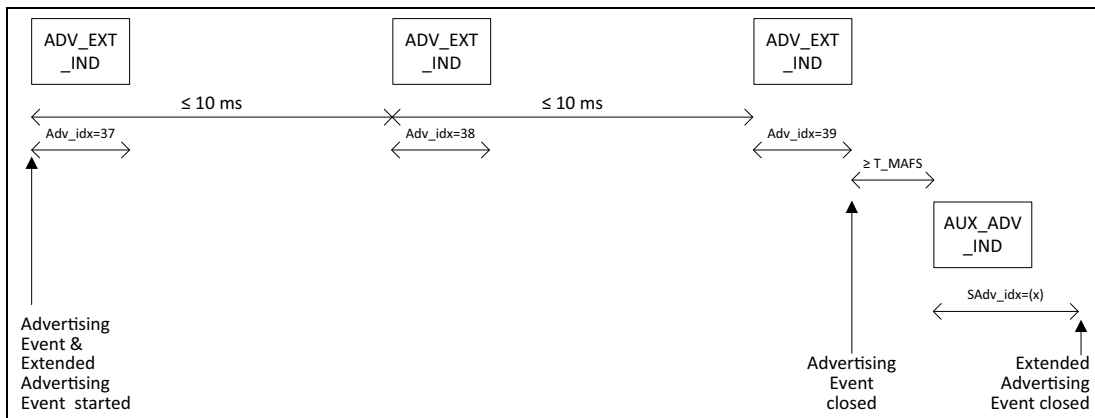 ADV_EXT
_IND
ADV_EXT
_IND
ADV_EXT
_IND
≤ 10 ms
≤ 10 ms
Adv_idx=37
Adv_idx=38
Adv_idx=39
≥ T_MAFS
AUX_ADV
_IND
SAdv_idx=(x)
Advertising
Event &
Extended
Advertising
Event started
Advertising
Event
closed
Extended
Advertising
Event closed